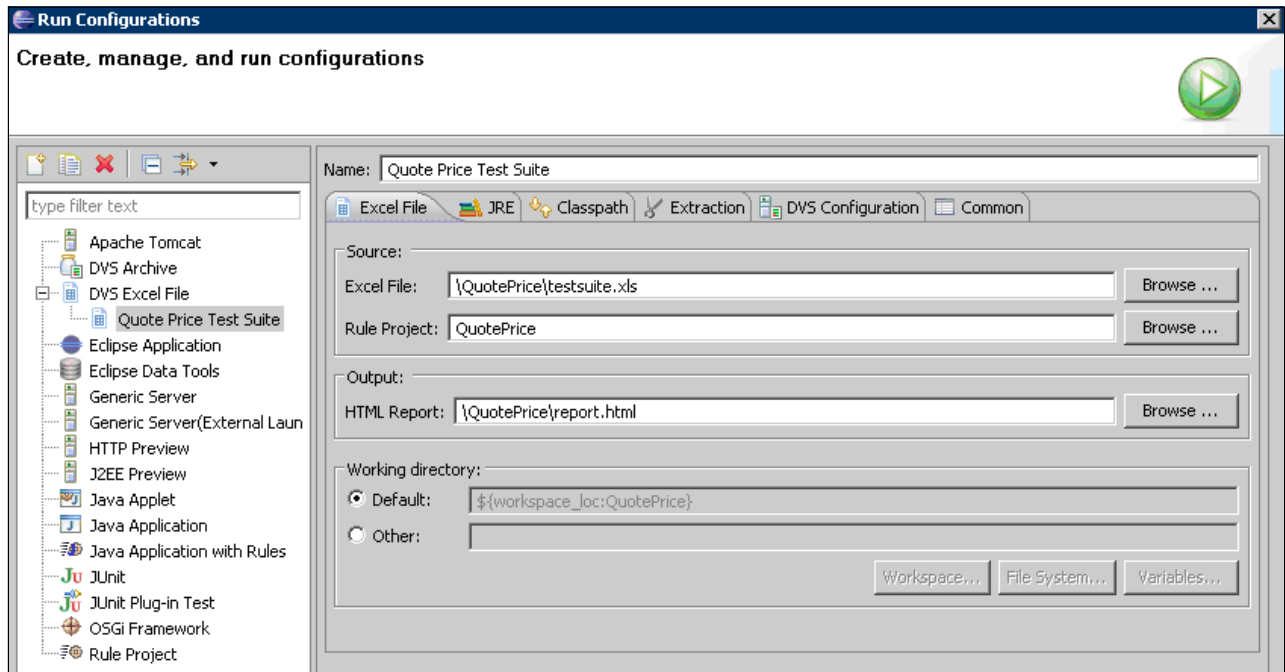 Run Configurations
Create, manage, and run configurations
type filter text
Apache Tomcat
DVS Archive
DVS Excel File
Quote Price Test Suite
Eclipse Application
Eclipse Data Tools
Generic Server
Generic Server(External Laun
HTTP Preview
J2EE Preview
Java Applet
Java Application
Java Application with Rules
JUnit
JUnit Plug-in Test
OSGi Framework
Rule Project
Name: Quote Price Test Suite
Excel File JRE Classpath Extraction DVS Configuration Common
Source:
Excel File: \QuotePrice\testsuite.xls Browse ...
Rule Project: QuotePrice Browse ...
Output:
HTML Report: \QuotePrice\report.html Browse ...
Working directory:
Default: ${workspace_loc:QuotePrice}
Other:
Workspace... File System... Variables...